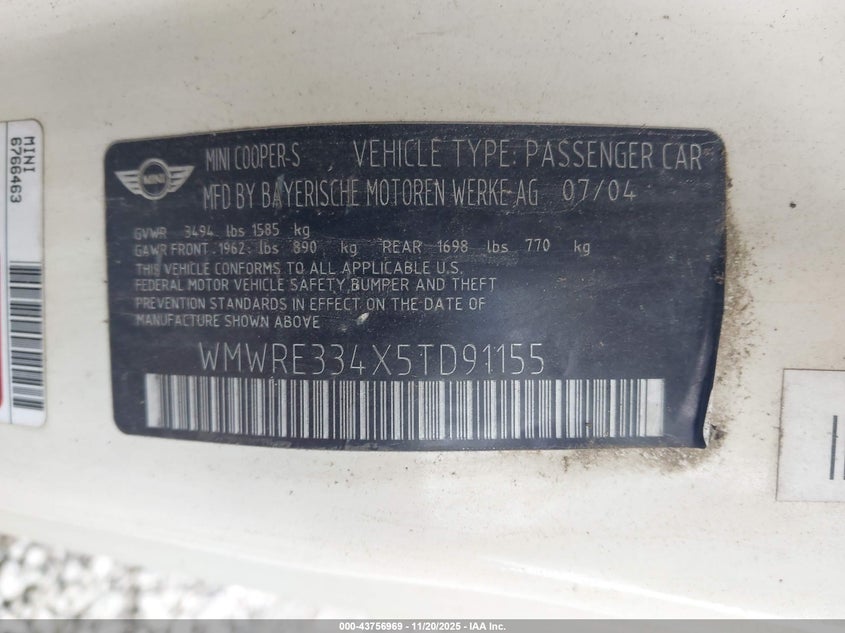 MINI
6766463
MINI
MINI COOPER-S VEHICLE TYPE: PASSENGER CAR
MFD BY BAYERISCHE MOTOREN WERKE AG 07/04
GVWR 3494 lbs 1585 kg
GAWR FRONT 1962 lbs 890 kg REAR 1698 lbs 770 kg
THIS VEHICLE CONFORMS TO ALL APPLICABLE U.S.
FEDERAL MOTOR VEHICLE SAFETY BUMPER AND THEFT
PREVENTION STANDARDS IN EFFECT ON THE DATE OF
MANUFACTURE SHOWN ABOVE
WMWRE334X5TD91155
000-43756969 | 11/20/2025 | IAA Inc.